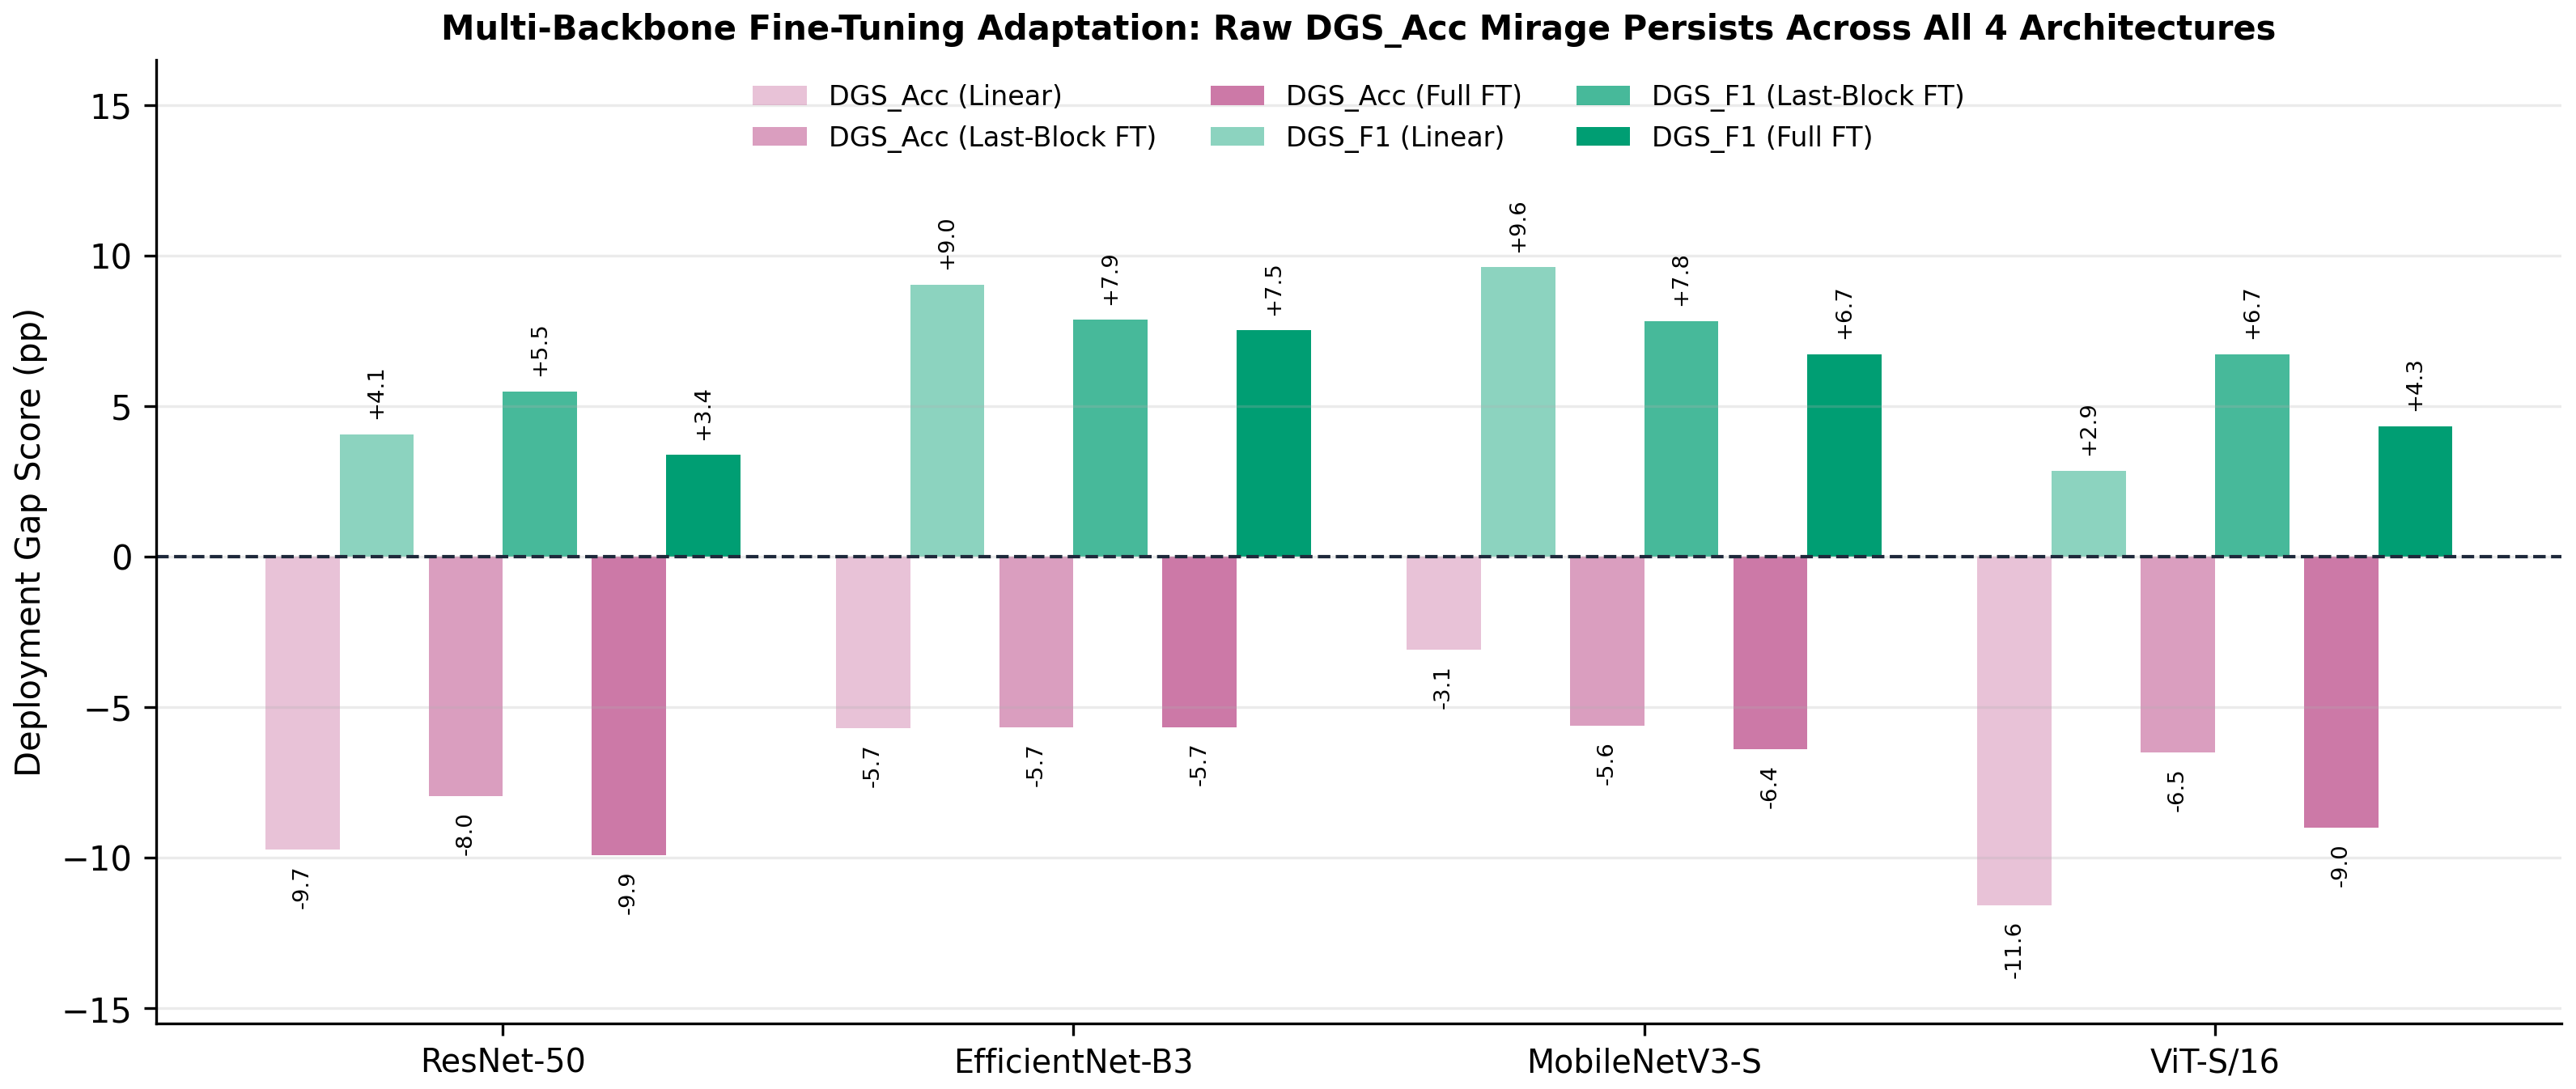 Multi-Backbone Fine-Tuning Adaptation: Raw DGS_Acc Mirage Persists Across All 4 Architectures
DGS_Acc (Linear)
DGS_Acc (Last-Block FT)
DGS_Acc (Full FT)
DGS_F1 (Linear)
DGS_F1 (Last-Block FT)
DGS_F1 (Full FT)
Deployment Gap Score (pp)
15
10
5
0
−5
−10
−15
-9.7
+4.1
-8.0
+5.5
-9.9
+3.4
-5.7
+9.0
-5.7
+7.9
-5.7
+7.5
-3.1
+9.6
-5.6
+7.8
-6.4
+6.7
-11.6
+2.9
-6.5
+6.7
-9.0
+4.3
ResNet-50
EfficientNet-B3
MobileNetV3-S
ViT-S/16